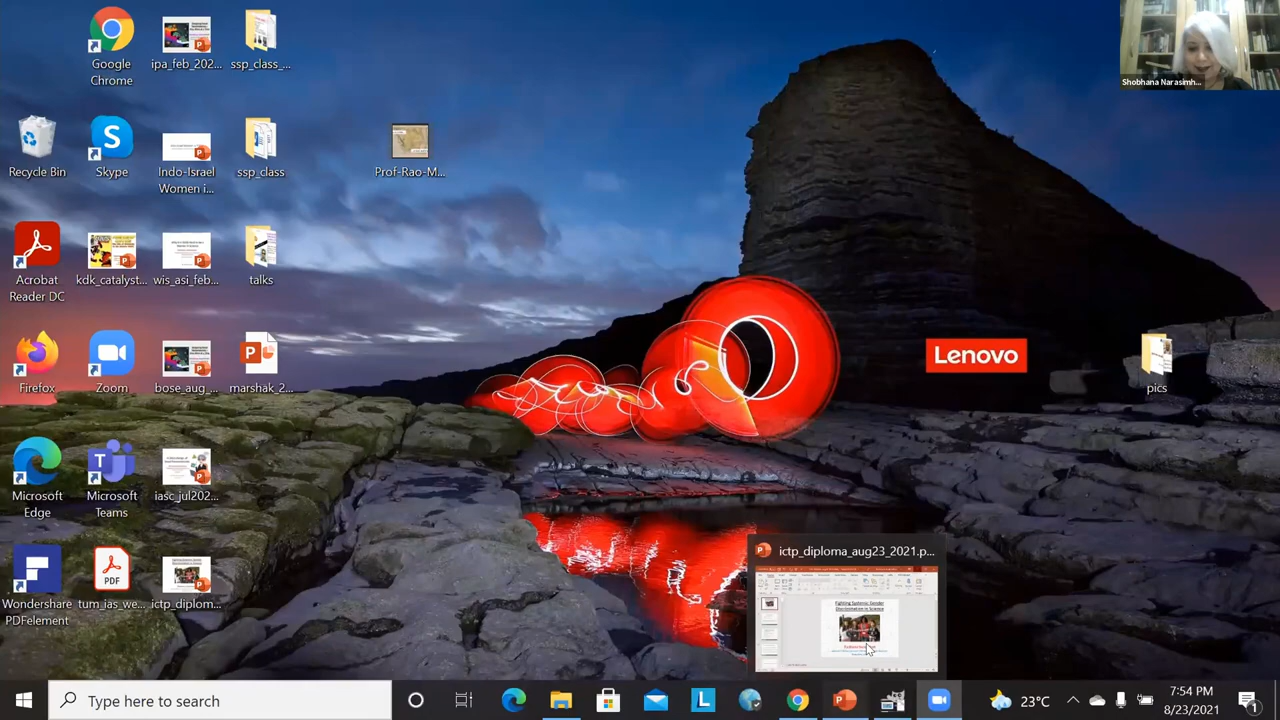 Google
Chrome
ipa_feb_202...
ssp_class_...
Shobhana Narasimh...
Recycle Bin
Skype
Indo-Israel
Women i...
ssp_class
Prof-Rao-M...
Acrobat
Reader DC
kdk_catalyst...
wis_asi_feb...
talks
Firefox
Zoom
bose_aug_...
marshak_2...
Lenovo
pics
Microsoft
Edge
Microsoft
Teams
iasc_jul202...
ictp_diploma_aug23_2021.p...
Fighting Systemic Gender
Discrimination in Science
Wondershare
PDFelement
PDF
tum_ias_we...
ictp_diplom...
Type here to search
L
23°C
7:54 PM
8/23/2021
1